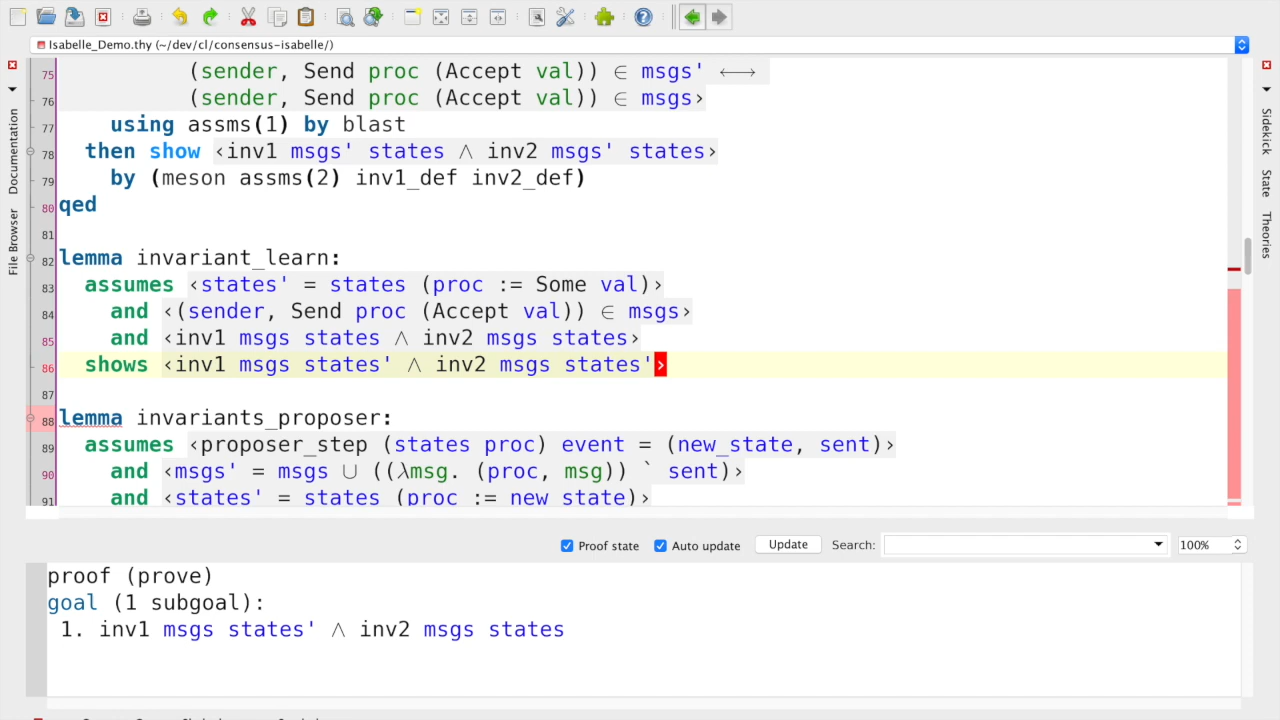 Isabelle_Demo.thy (~/dev/cl/consensus-isabelle/)
75 (sender, Send proc (Accept val)) ∈ msgs' ⟷
76 (sender, Send proc (Accept val)) ∈ msgs›
77 using assms(1) by blast
78 then show ‹inv1 msgs' states ∧ inv2 msgs' states›
79 by (meson assms(2) inv1_def inv2_def)
80 qed
81
82 lemma invariant_learn:
83 assumes ‹states' = states (proc := Some val)›
84 and ‹(sender, Send proc (Accept val)) ∈ msgs›
85 and ‹inv1 msgs states ∧ inv2 msgs states›
86 shows ‹inv1 msgs states' ∧ inv2 msgs states'›
87
88 lemma invariants_proposer:
89 assumes ‹proposer_step (states proc) event = (new_state, sent)›
90 and ‹msgs' = msgs ∪ ((λmsg. (proc, msg)) ` sent)›
91 and ‹states' = states (proc := new_state)›
File Browser
Documentation
Sidekick
State
Theories
Proof state
Auto update
Update
Search:
100%
proof (prove)
goal (1 subgoal):
1. inv1 msgs states' ∧ inv2 msgs states